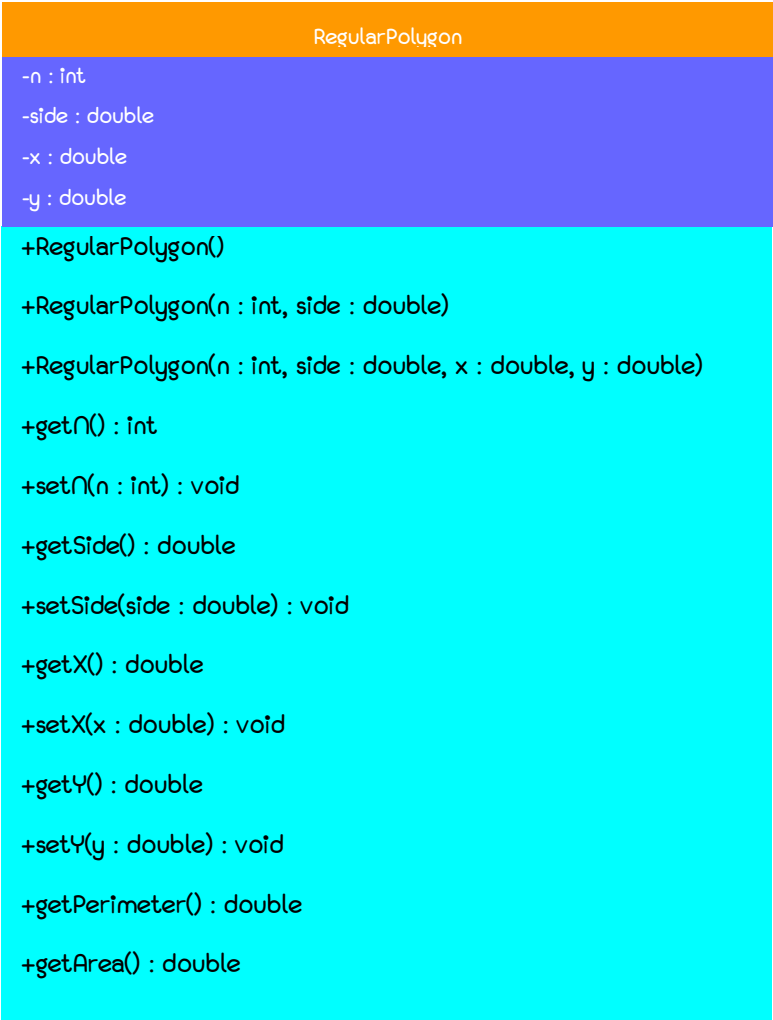 RegularPolygon
-n : int
-side : double
-x : double
-y : double
+RegularPolygon()
+RegularPolygon(n : int, side : double)
+RegularPolygon(n : int, side : double, x : double, y : double)
+getN() : int
+setN(n : int) : void
+getSide() : double
+setSide(side : double) : void
+getX() : double
+setX(x : double) : void
+getY() : double
+setY(y : double) : void
+getPerimeter() : double
+getArea() : double